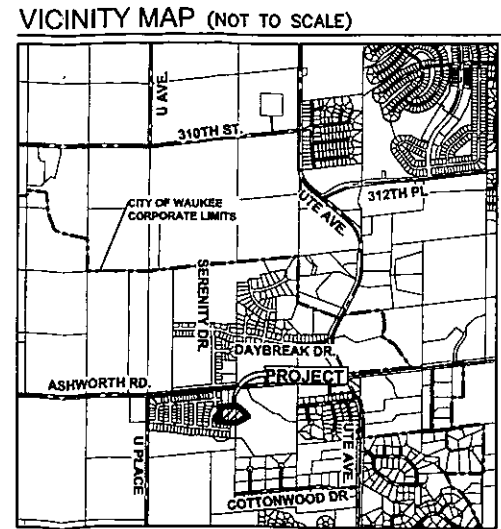 VICINITY MAP (NOT TO SCALE)
U AVE.
310TH ST.
312TH PL
UTE AVE.
CITY OF WAUKEE
CORPORATE LIMITS
SERENITY DR.
DAYBREAK DR.
PROJECT
ASHWORTH RD.
U PLACE
UTE AVE
COTTONWOOD DR.